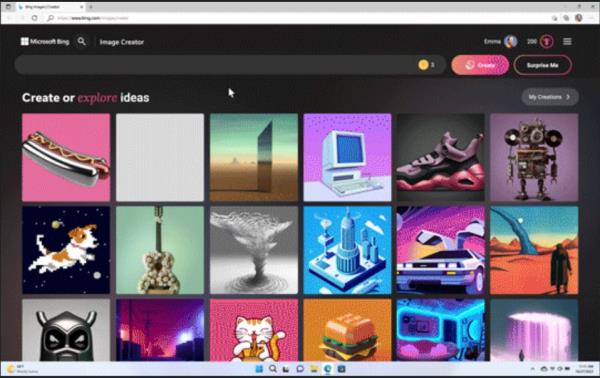 Bing Images Creator
https://www.bing.com/images/create
Microsoft Bing
Image Creator
Emma
200
3
Create
Surprise Me
Create or explore ideas
My Creations